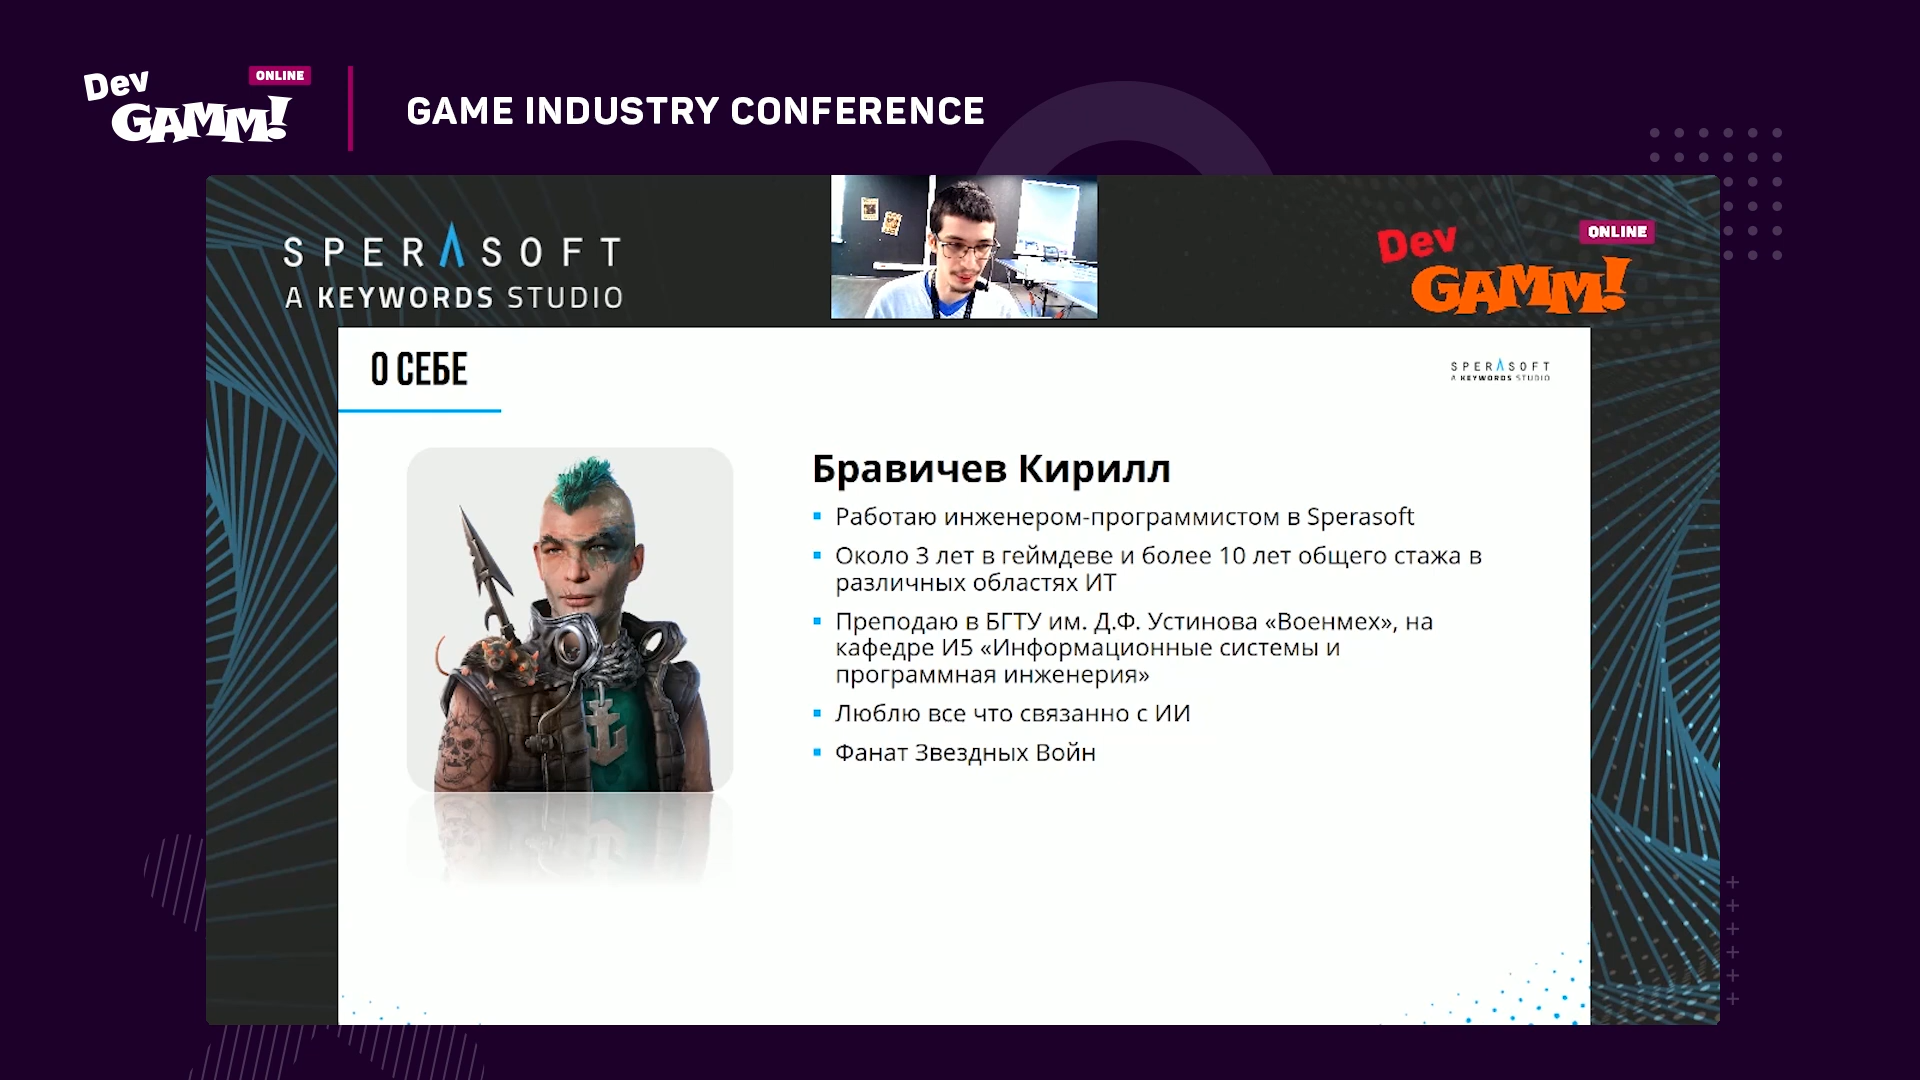 Dev
GAMM!
ONLINE
GAME INDUSTRY CONFERENCE
SPERASOFT
A KEYWORDS STUDIO
Dev
GAMM!
ONLINE
О СЕБЕ
SPERASOFT
A KEYWORDS STUDIO
Бравичев Кирилл
Работаю инженером-программистом в Sperasoft
Около 3 лет в геймдеве и более 10 лет общего стажа в
различных областях ИТ
Преподаю в БГТУ им. Д.Ф. Устинова «Военмех», на
кафедре И5 «Информационные системы и
программная инженерия»
Люблю все что связанно с ИИ
Фанат Звездных Войн